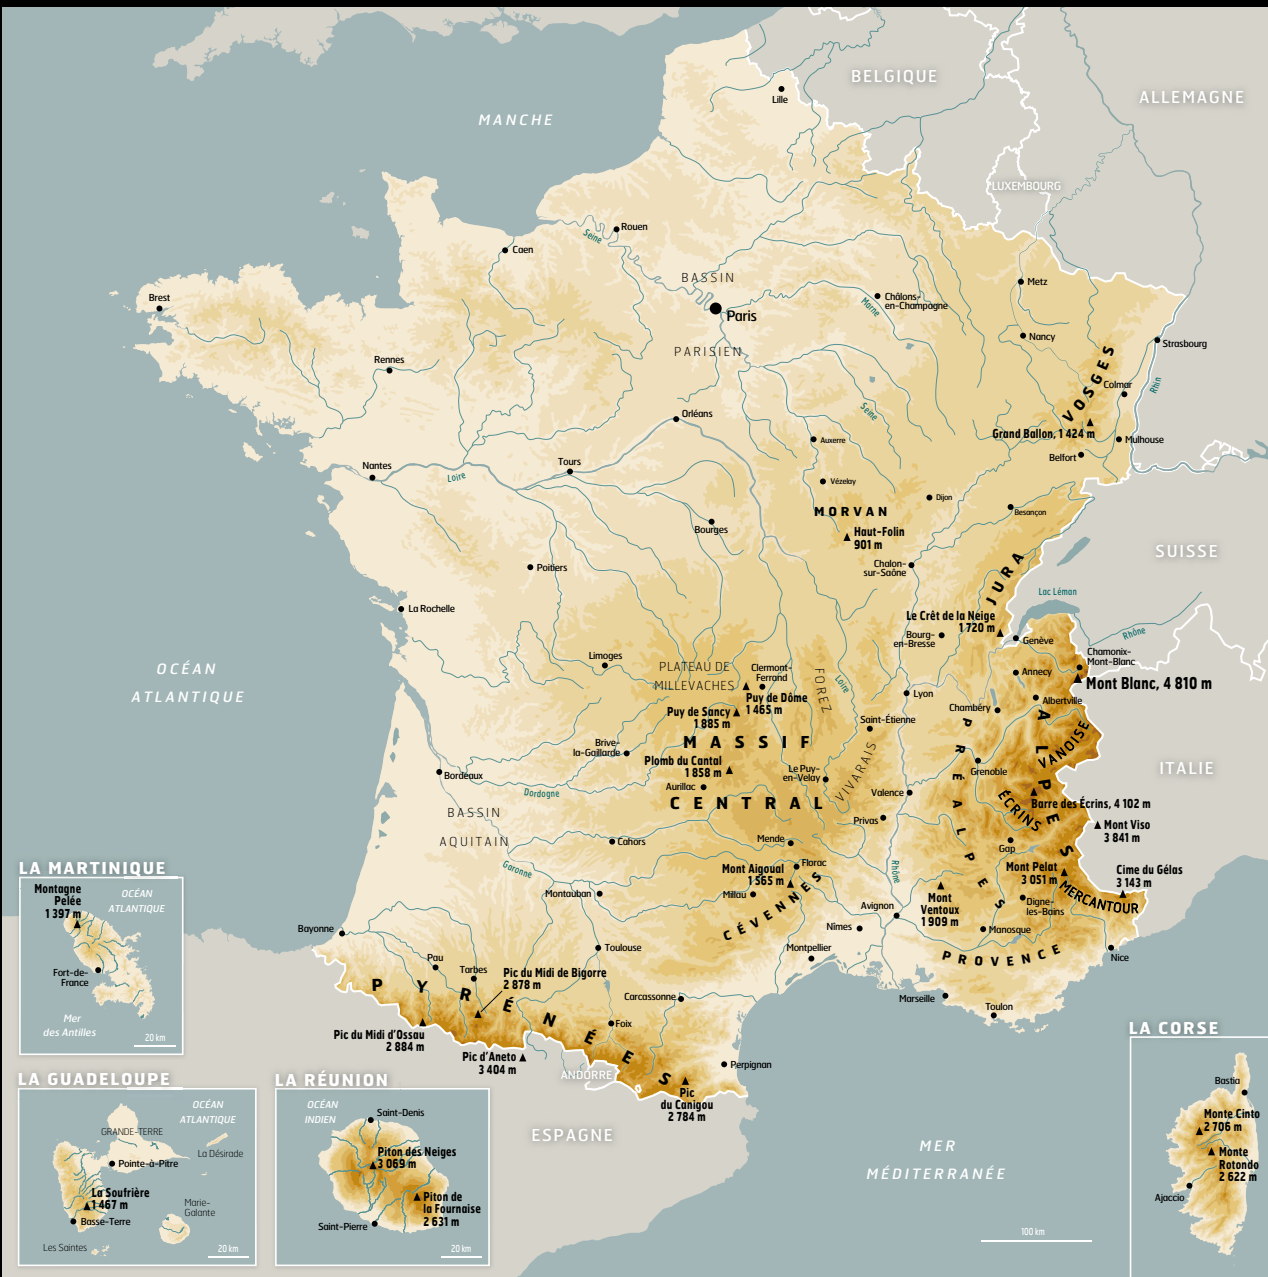 BELGIQUE
ALLEMAGNE
Lille
MANCHE
LUXEMBOURG
Rouen
Seine
Caen
BASSIN
Metz
Brest
Châlons-
en-Champagne
Marne
Paris
Nancy
Strasbourg
PARISIEN
Rennes
VOSGES
Colmar
Rhin
Orléans
Seine
Grand Ballon, 1 424 m
Auxerre
Mulhouse
Belfort
Nantes
Loire
Tours
Vézelay
Dijon
MORVAN
Besançon
Bourges
Haut-Folin
901 m
SUISSE
Poitiers
Chalon-
sur-Saône
JURA
Lac Léman
La Rochelle
Le Crêt de la Neige
1 720 m
Bourg-
en-Bresse
Genève
Rhône
OCÉAN
ATLANTIQUE
Limoges
PLATEAU DE
MILLEVACHES
Clermont-
Ferrand
FOREZ
Loire
Chamonix-
Mont-Blanc
Annecy
Mont Blanc, 4 810 m
Puy de Dôme
1 465 m
Lyon
Albertville
Puy de Sancy
1 885 m
Chambéry
Saint-Étienne
ALPES
VANOISE
PRÉALPES
MASSIF
Brive-
la-Gaillarde
Plomb du Cantal
1 858 m
Le Puy-
en-Velay
VIVARAIS
Grenoble
ITALIE
Bordeaux
Aurillac
Dordogne
CENTRAL
Valence
ÉCRINS
Barre des Écrins, 4 102 m
BASSIN
AQUITAIN
Privas
Mont Viso
3 841 m
Cahors
Mende
Gap
Garonne
Florac
Mont Aigoual
1 565 m
Rhône
Mont Pelat
3 051 m
Cime du Gélas
3 143 m
Montauban
Millau
CÉVENNES
Mont
Ventoux
1 909 m
MERCANTOUR
Digne-
les-Bains
Avignon
Bayonne
Nîmes
Manosque
Toulouse
Montpellier
PROVENCE
Nice
Pau
Tarbes
Pic du Midi de Bigorre
2 878 m
PYRÉNÉES
Carcassonne
Marseille
Toulon
Foix
Pic du Midi d'Ossau
2 884 m
Pic d'Aneto
3 404 m
ANDORRE
Perpignan
Pic
du Canigou
2 784 m
ESPAGNE
MER
MÉDITERRANÉE
100 km
LA MARTINIQUE
Montagne
Pelée
1 397 m
OCÉAN
ATLANTIQUE
Fort-de-
France
Mer
des Antilles
20 km
LA GUADELOUPE
OCÉAN
ATLANTIQUE
GRANDE-TERRE
La Désirade
Pointe-à-Pitre
La Soufrière
1 467 m
Marie-
Galante
Basse-Terre
Les Saintes
20 km
LA RÉUNION
OCÉAN
INDIEN
Saint-Denis
Piton des Neiges
3 069 m
Piton de
la Fournaise
2 631 m
Saint-Pierre
20 km
LA CORSE
Bastia
Monte Cinto
2 706 m
Monte
Rotondo
2 622 m
Ajaccio